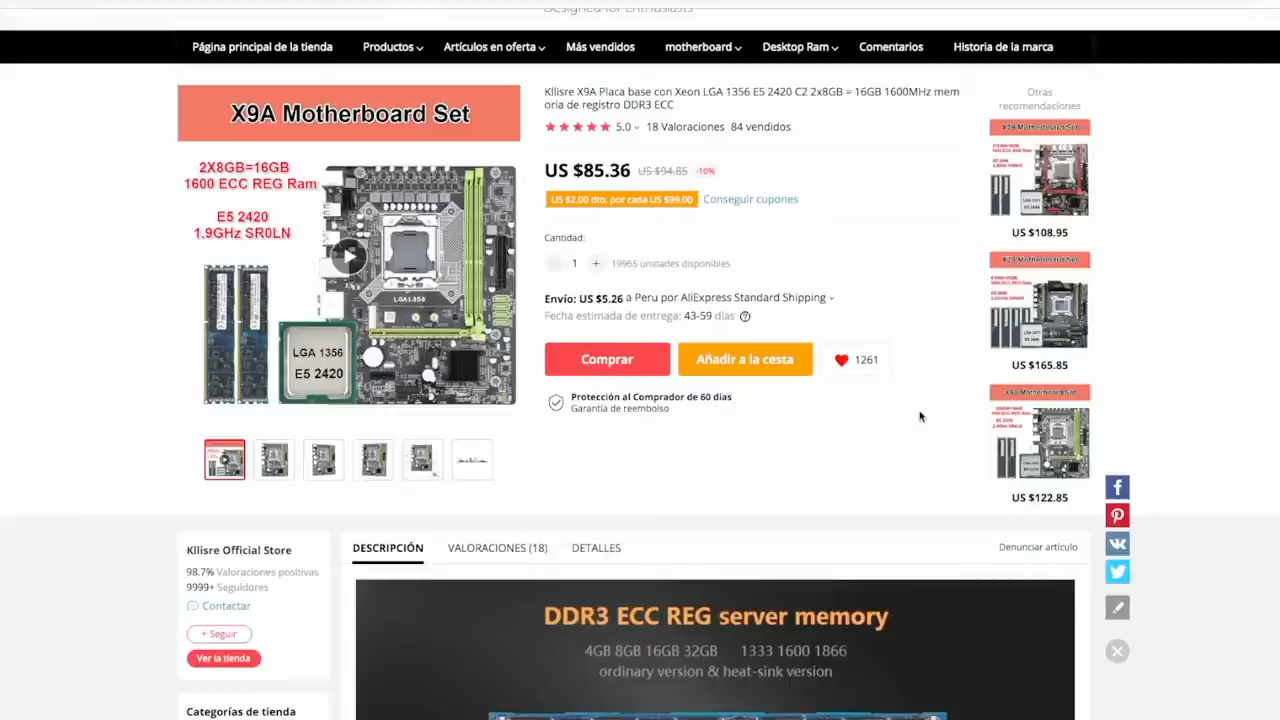 Designed for Enthusiasts
Página principal de la tienda
Productos
Artículos en oferta
Más vendidos
motherboard
Desktop Ram
Comentarios
Historia de la marca
X9A Motherboard Set
2X8GB=16GB
1600 ECC REG Ram
E5 2420
1.9GHz SR0LN
LGA1356
LGA 1356
E5 2420
Kllisre X9A Placa base con Xeon LGA 1356 E5 2420 C2 2x8GB = 16GB 1600MHz mem
oria de registro DDR3 ECC
5.0 18 Valoraciones 84 vendidos
US $85.36 US $94.85 -10%
US $2.00 dto. por cada US $99.00 Conseguir cupones
Cantidad:
1 + 19965 unidades disponibles
Envío: US $5.26 a Peru por AliExpress Standard Shipping
Fecha estimada de entrega: 43-59 días
Comprar
Añadir a la cesta
1261
Protección al Comprador de 60 días
Garantía de reembolso
Otras
recomendaciones
X79 Motherboard Set
US $108.95
X79 Motherboard Set
US $165.85
X9A Motherboard Set
US $122.85
Kllisre Official Store
98.7% Valoraciones positivas
9999+ Seguidores
Contactar
+ Seguir
Ver la tienda
Categorías de tienda
DESCRIPCIÓN
VALORACIONES (18)
DETALLES
Denunciar artículo
DDR3 ECC REG server memory
4GB 8GB 16GB 32GB 1333 1600 1866
ordinary version & heat-sink version